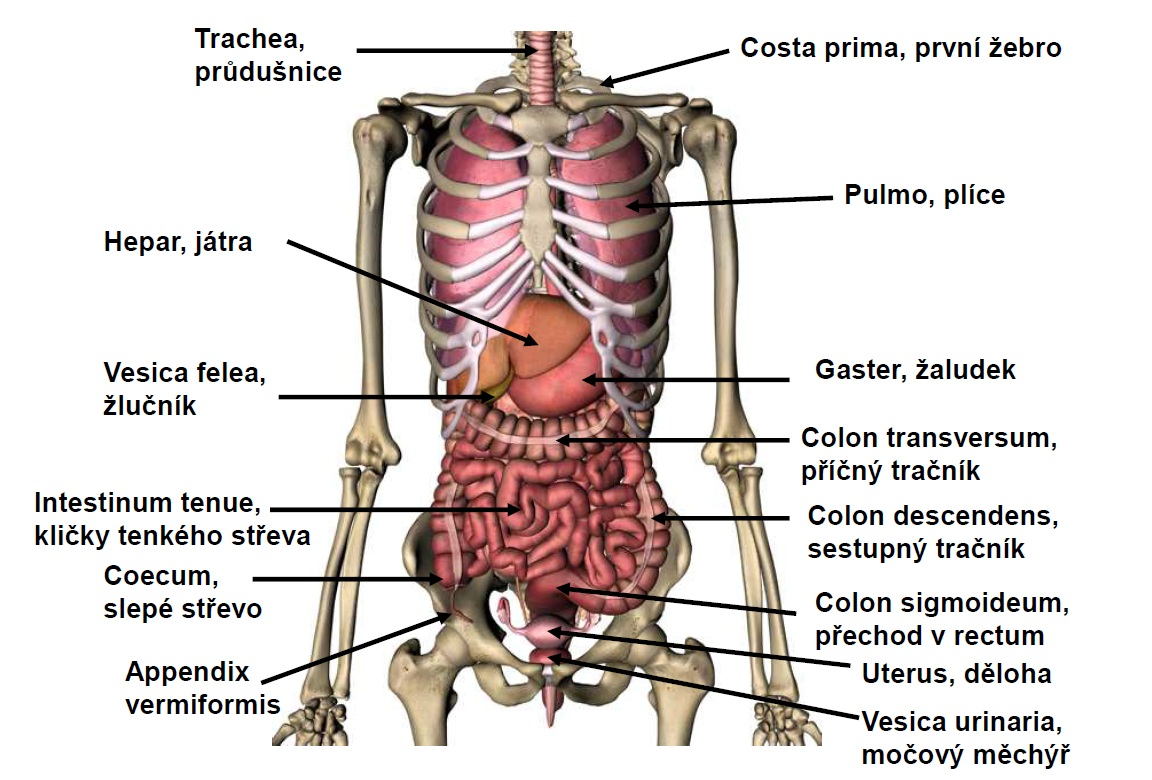 Trachea,
průdušnice
Costa prima, první žebro
Pulmo, plíce
Hepar, játra
Vesica felea,
žlučník
Gaster, žaludek
Colon transversum,
příčný tračník
Intestinum tenue,
kličky tenkého střeva
Colon descendens,
sestupný tračník
Coecum,
slepé střevo
Colon sigmoideum,
přechod v rectum
Appendix
vermiformis
Uterus, děloha
Vesica urinaria,
močový měchýř